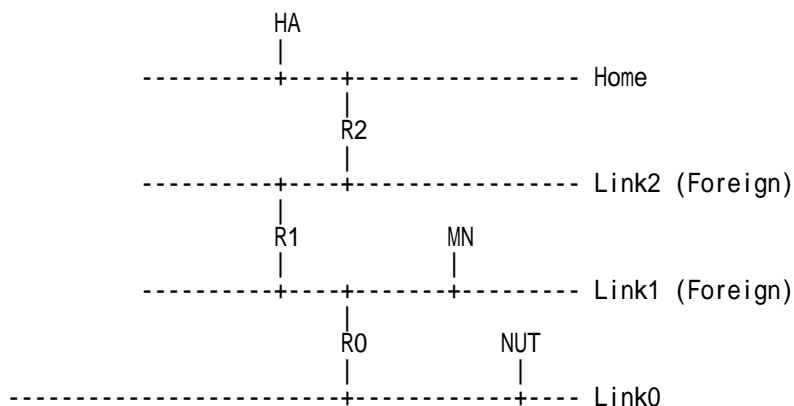 HA
Home
R2
Link2 (Foreign)
R1 MN
Link1 (Foreign)
R0 NUT
Link0